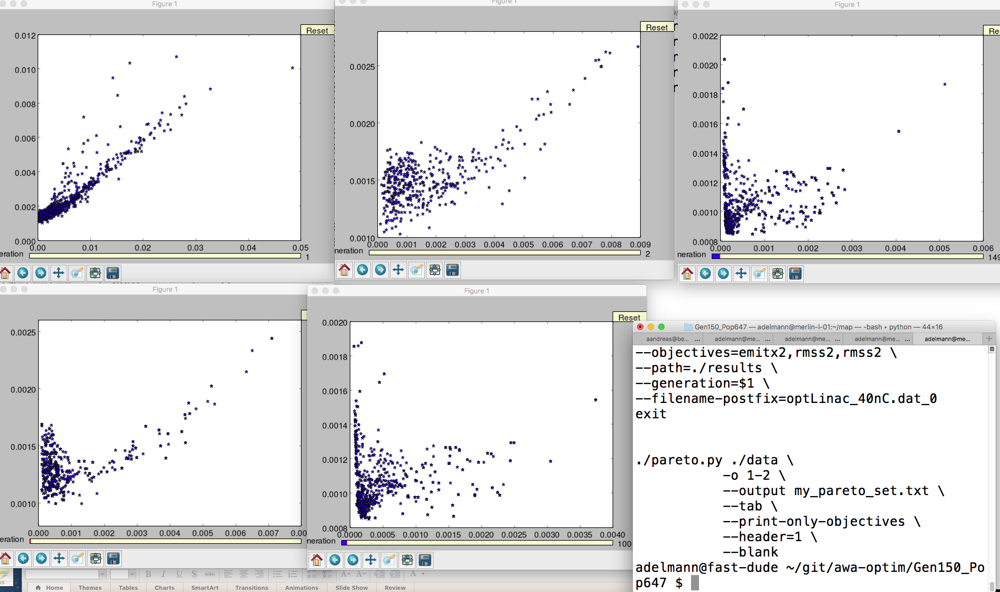 Figure 1
Reset
0.012
0.010
0.008
0.006
0.004
0.002
0.000
0.00 0.01 0.02 0.03 0.04 0.05
eration 1
Figure 1
Reset
0.0025
0.0020
0.0015
0.0010
0.000 0.001 0.002 0.003 0.004 0.005 0.006 0.007 0.008 0.009
neration 2
Figure 1
Re
0.0022
0.0020
0.0018
0.0016
0.0014
0.0012
0.0010
0.0008
0.000 0.001 0.002 0.003 0.004 0.005 0.006
neration 149
Figure 1
0.0025
0.0020
0.0015
0.0010
0.000 0.001 0.002 0.003 0.004 0.005 0.006 0.007 0.00
eration
Figure 1
Reset
0.0020
0.0018
0.0016
0.0014
0.0012
0.0010
0.0008
0.0000 0.0005 0.0010 0.0015 0.0020 0.0025 0.0030 0.0035 0.0040
neration 100
Gen150_Pop647 — adelmann@merlin-l-01:~/map — -bash ▸ python — 44×16
aandreas@be... ... adelmann@me... ... adelmann@me... ... adelmann@me... ... adelmann@me...
--objectives=emitx2,rmss2,rmss2 \
--path=./results \
--generation=$1 \
--filename-postfix=optLinac_40nC.dat_0
exit
./pareto.py ./data \
-o 1-2 \
--output my_pareto_set.txt \
--tab \
--print-only-objectives \
--header=1 \
--blank
adelmann@fast-dude ~/git/awa-optim/Gen150_Po
p647 $
B I U S ABC A A A
Home Themes Tables Charts SmartArt Transitions Animations Slide Show Review